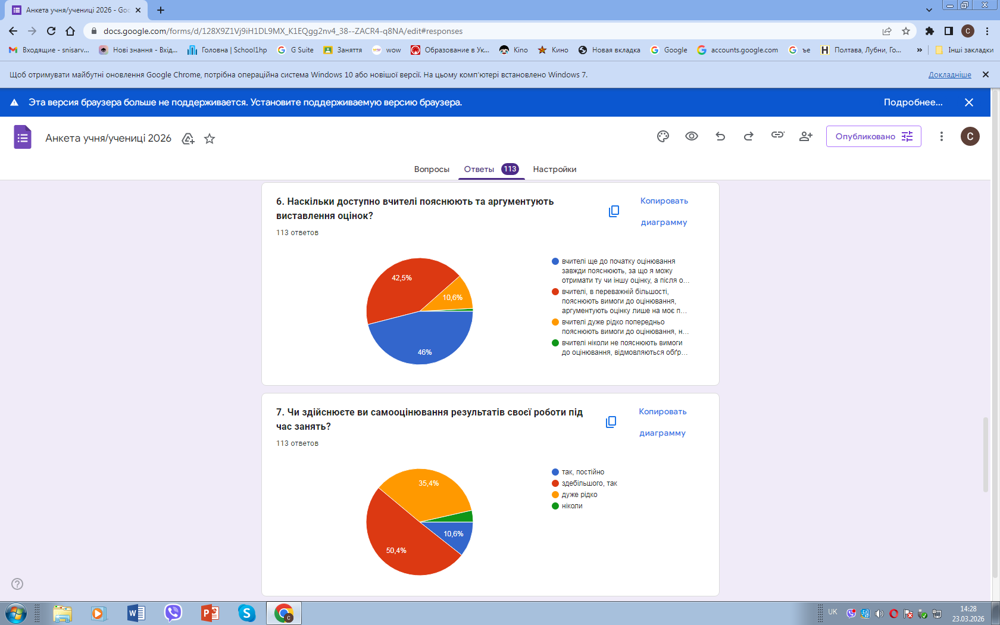 Анкета учня/учениці 2026 - Goo
docs.google.com/forms/d/128X9Z1Vj9iH1DL9MX_K1EQgg2nv4_38--ZACR4-q8NA/edit#responses
C
Входящие - snisarv...
Нові знання - Вхід...
Головна | School1hp
G Suite
Заняття
wow
Образование в Ук...
Kino
Кино
Новая вкладка
Google
accounts.google.com
ъе
Полтава, Лубни, Го...
»
Інші закладки
Щоб отримувати майбутні оновлення Google Chrome, потрібна операційна система Windows 10 або новішої версії. На цьому комп'ютері встановлено Windows 7.
Докладніше
Эта версия браузера больше не поддерживается. Установите поддерживаемую версию браузера.
Подробнее...
Анкета учня/учениці 2026
Опубликовано
C
Вопросы
Ответы 113
Настройки
6. Наскільки доступно вчителі пояснюють та аргументують
виставлення оцінок?
Копировать
диаграмму
113 ответов
42,5%
10,6%
46%
вчителі ще до початку оцінювання
завжди пояснюють, за що я можу
отримати ту чи іншу оцінку, а після о...
вчителі, в переважній більшості,
пояснюють вимоги до оцінювання,
аргументують оцінку лише на моє п...
вчителі дуже рідко попередньо
пояснюють вимоги до оцінювання, н...
вчителі ніколи не пояснюють вимоги
до оцінювання, відмовляються обґр...
7. Чи здійснюєте ви самооцінювання результатів своєї роботи під
час занять?
Копировать
диаграмму
113 ответов
35,4%
10,6%
50,4%
так, постійно
здебільшого, так
дуже рідко
ніколи
UK
14:28
23.03.2026